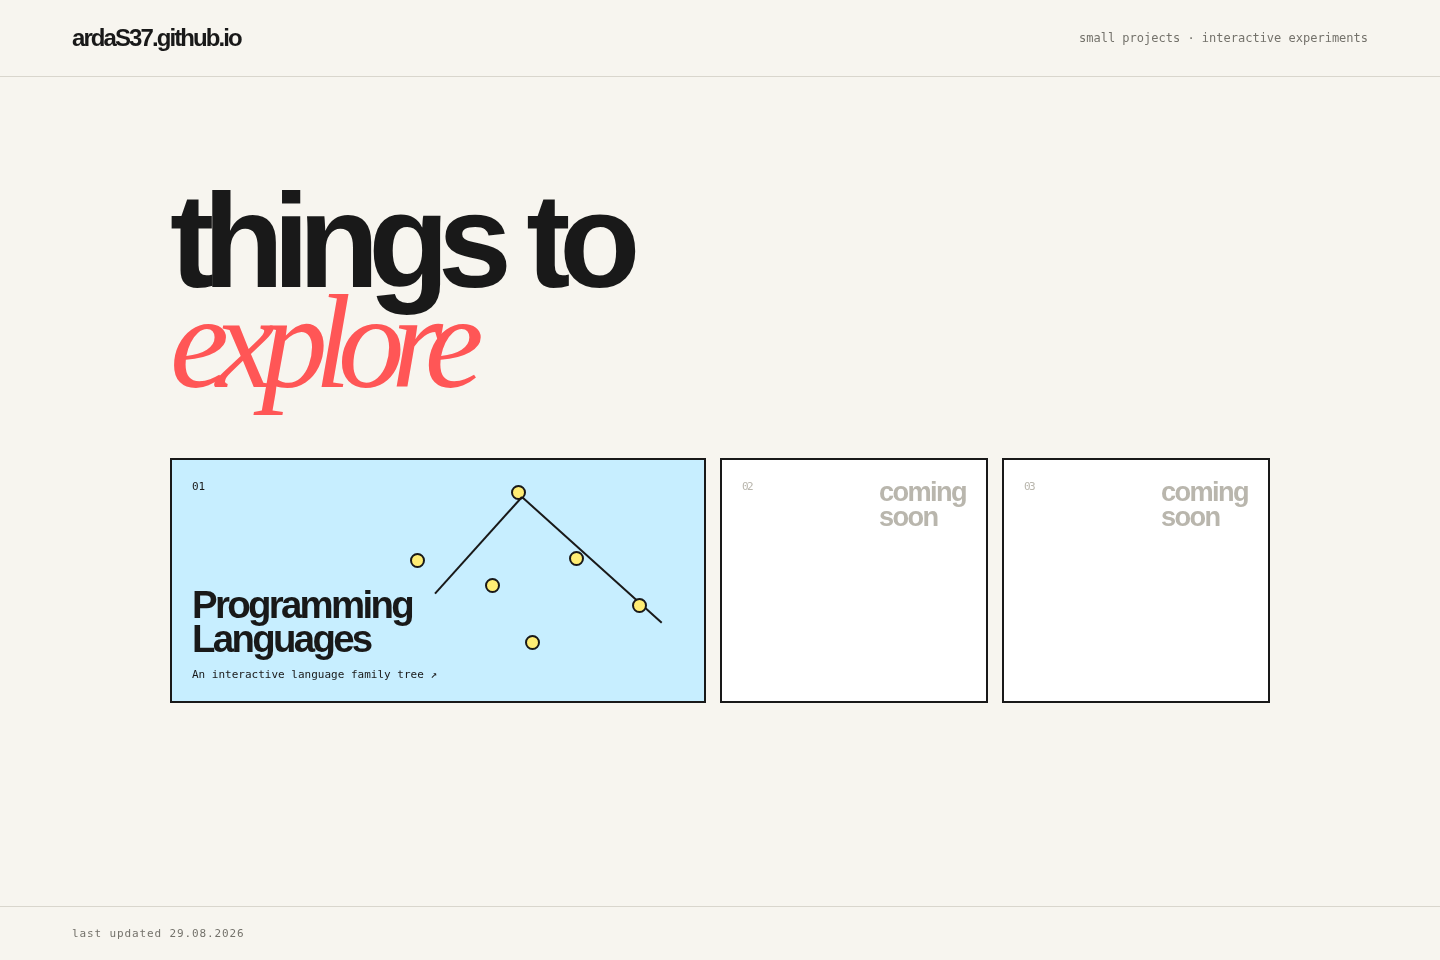 ardaS37.github.io
small projects · interactive experiments
things to
explore
01
Programming
Languages
An interactive language family tree ↗
02
coming
soon
03
coming
soon
last updated 29.08.2026